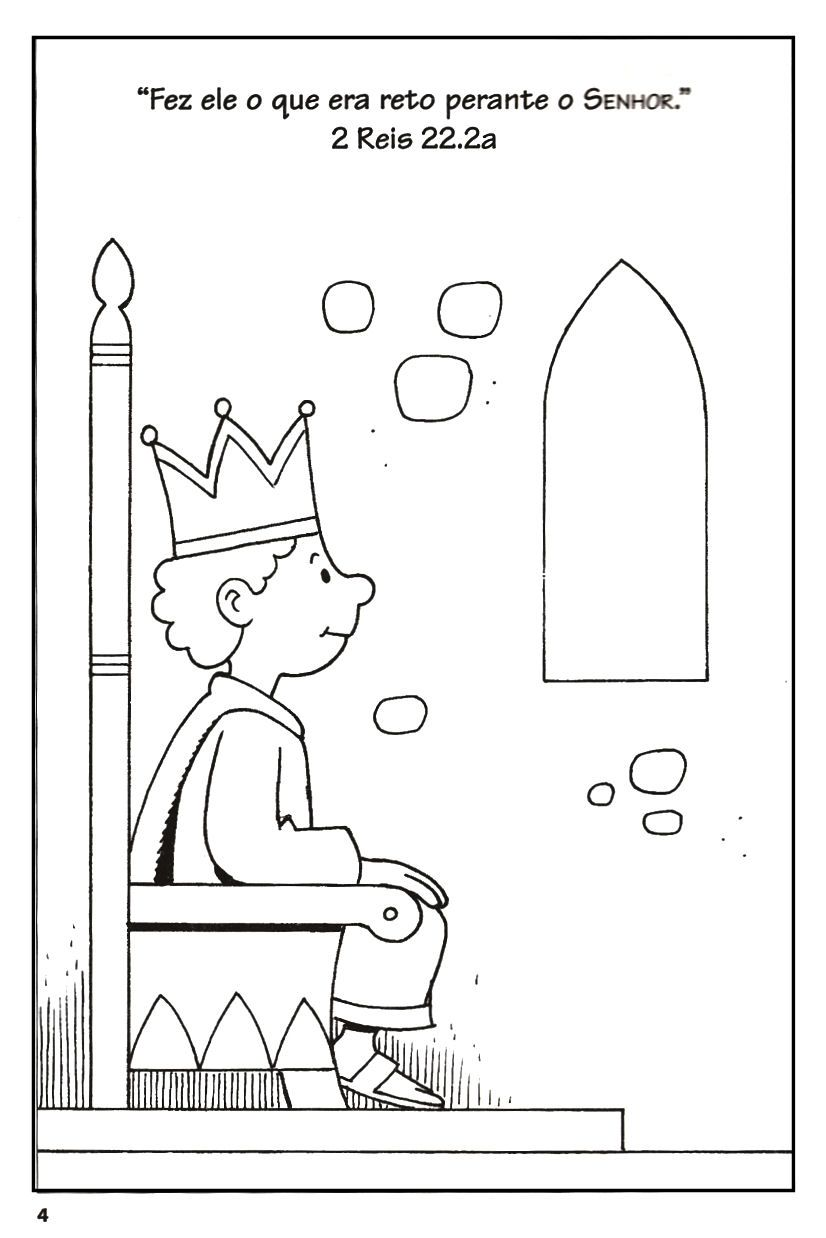 “Fez ele o que era reto perante o SENHOR.”
2 Reis 22.2a
4